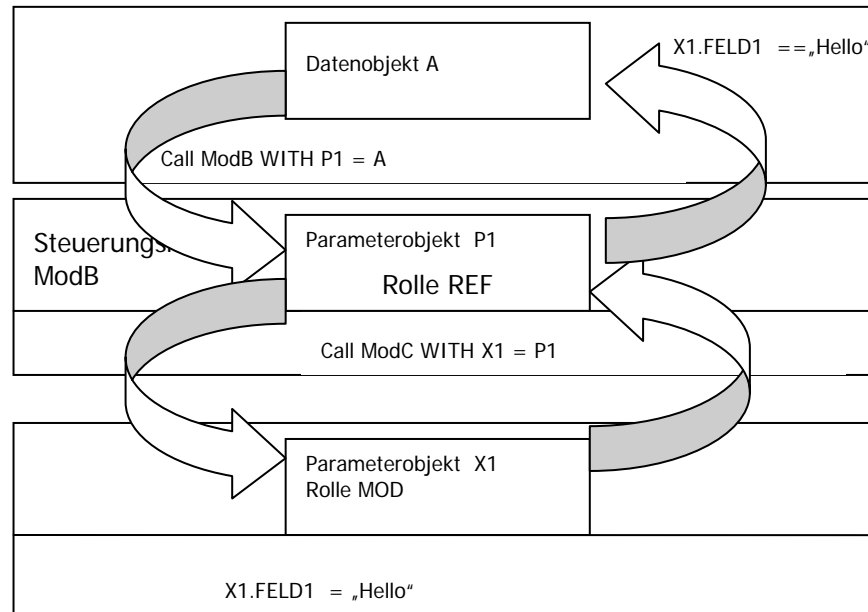 Datenobjekt A
X1.FELD1 ==„Hello“
Call ModB WITH P1 = A
Parameterobjekt P1
Rolle REF
ModB
Call ModC WITH X1 = P1
Parameterobjekt X1
Rolle MOD
X1.FELD1 = „Hello“